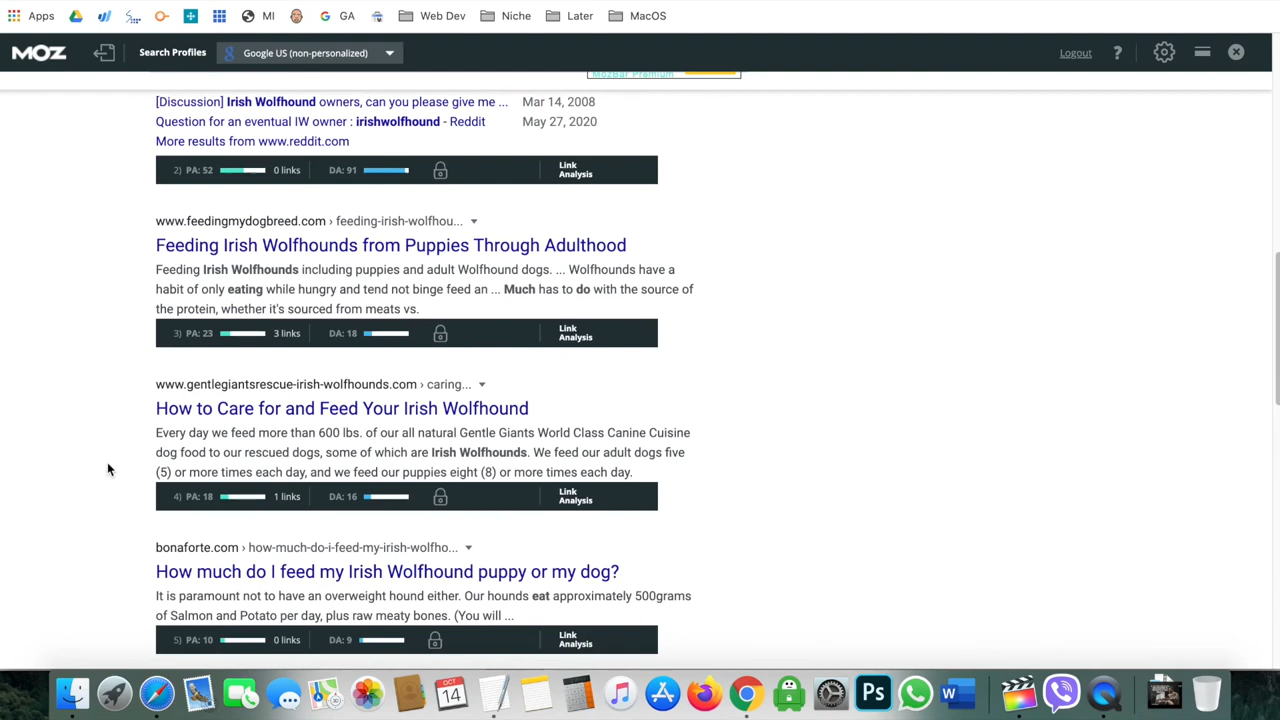 Apps
MI
GA
Web Dev
Niche
Later
MacOS
MOZ
Search Profiles
Google US (non-personalized)
Logout
?
MozBar Premium
[Discussion] Irish Wolfhound owners, can you please give me ... Mar 14, 2008
Question for an eventual IW owner : irishwolfhound - Reddit May 27, 2020
More results from www.reddit.com
2) PA: 52 0 links DA: 91 Link Analysis
www.feedingmydogbreed.com › feeding-irish-wolfhou...
Feeding Irish Wolfhounds from Puppies Through Adulthood
Feeding Irish Wolfhounds including puppies and adult Wolfhound dogs. ... Wolfhounds have a
habit of only eating while hungry and tend not binge feed an ... Much has to do with the source of
the protein, whether it's sourced from meats vs.
3) PA: 23 3 links DA: 18 Link Analysis
www.gentlegiantsrescue-irish-wolfhounds.com › caring...
How to Care for and Feed Your Irish Wolfhound
Every day we feed more than 600 lbs. of our all natural Gentle Giants World Class Canine Cuisine
dog food to our rescued dogs, some of which are Irish Wolfhounds. We feed our adult dogs five
(5) or more times each day, and we feed our puppies eight (8) or more times each day.
4) PA: 18 1 links DA: 16 Link Analysis
bonaforte.com › how-much-do-i-feed-my-irish-wolfho...
How much do I feed my Irish Wolfhound puppy or my dog?
It is paramount not to have an overweight hound either. Our hounds eat approximately 500grams
of Salmon and Potato per day, plus raw meaty bones. (You will ...
5) PA: 10 0 links DA: 9 Link Analysis
OCT
14
Ps
W